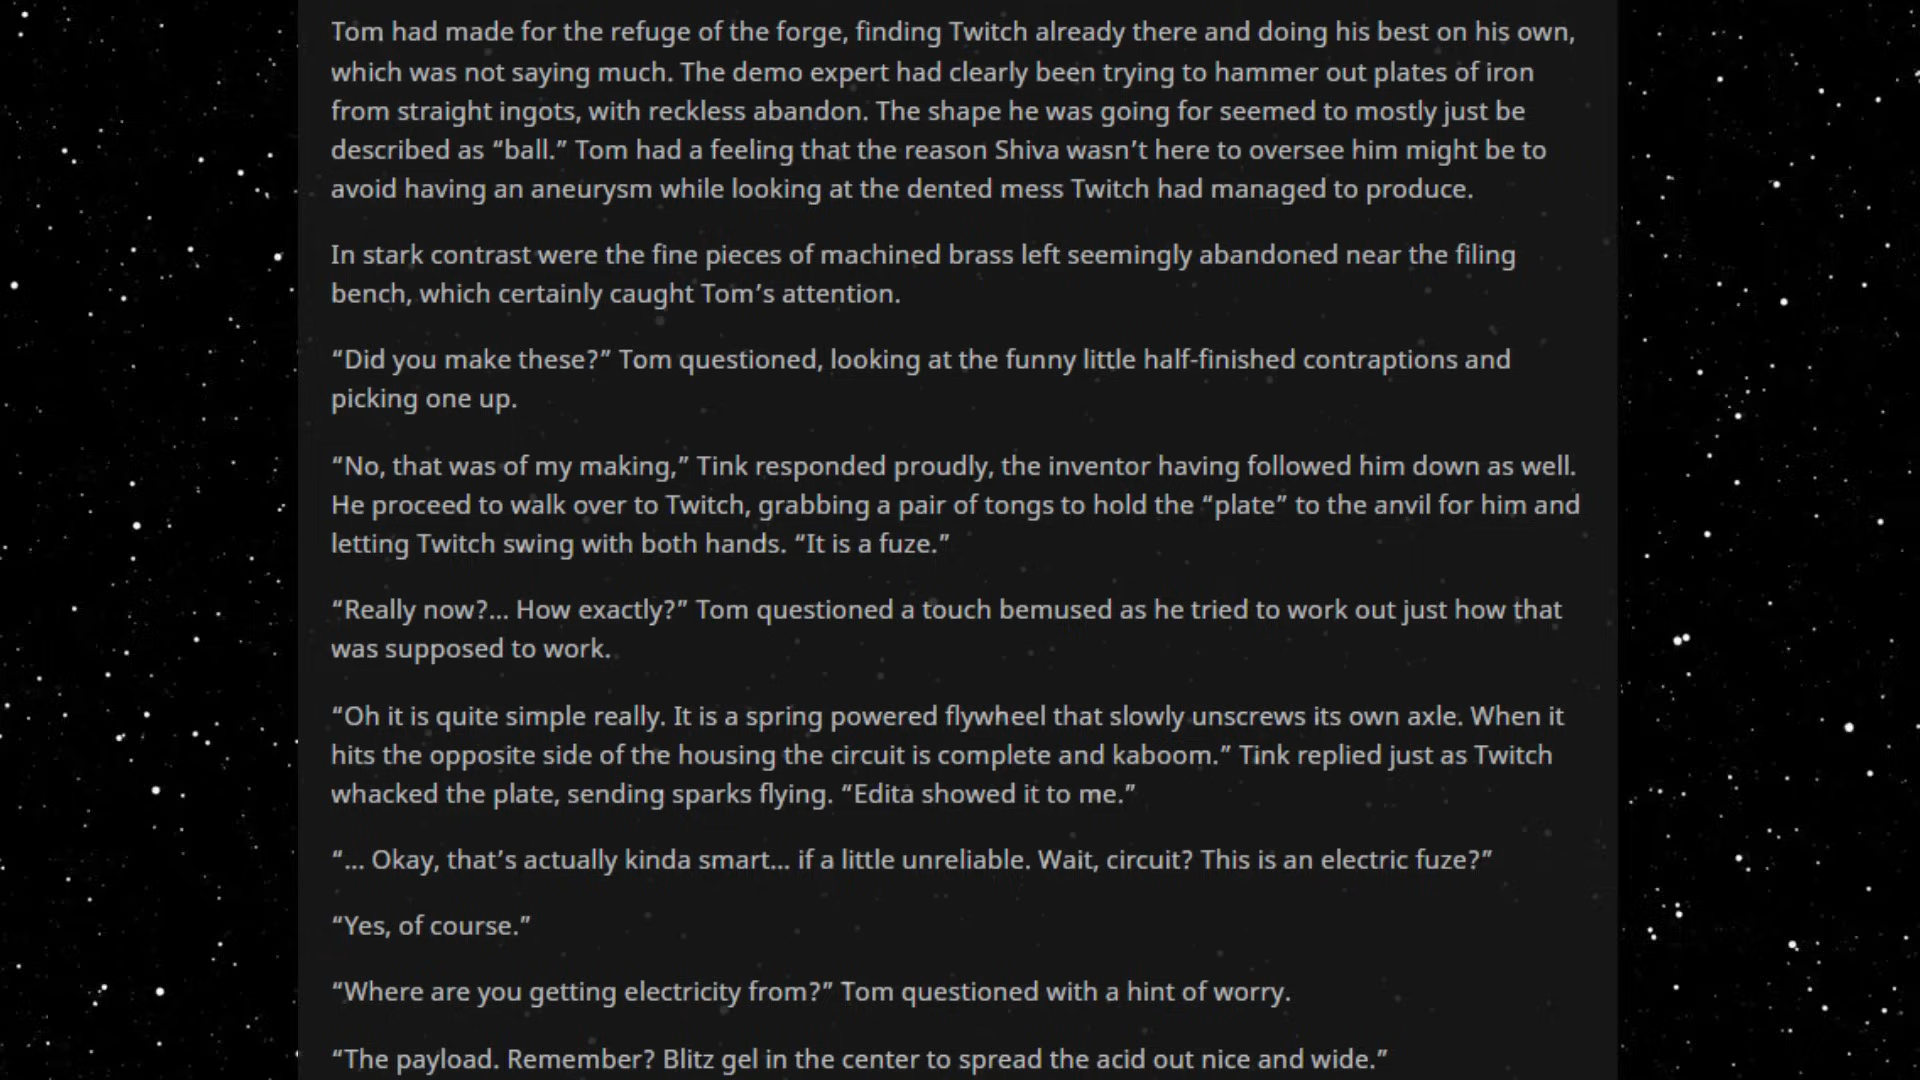 Tom had made for the refuge of the forge, finding Twitch already there and doing his best on his own,
which was not saying much. The demo expert had clearly been trying to hammer out plates of iron
from straight ingots, with reckless abandon. The shape he was going for seemed to mostly just be
described as “ball.” Tom had a feeling that the reason Shiva wasn’t here to oversee him might be to
avoid having an aneurysm while looking at the dented mess Twitch had managed to produce.
In stark contrast were the fine pieces of machined brass left seemingly abandoned near the filing
bench, which certainly caught Tom’s attention.
“Did you make these?” Tom questioned, looking at the funny little half-finished contraptions and
picking one up.
“No, that was of my making,” Tink responded proudly, the inventor having followed him down as well.
He proceed to walk over to Twitch, grabbing a pair of tongs to hold the “plate” to the anvil for him and
letting Twitch swing with both hands. “It is a fuze.”
“Really now?... How exactly?” Tom questioned a touch bemused as he tried to work out just how that
was supposed to work.
“Oh it is quite simple really. It is a spring powered flywheel that slowly unscrews its own axle. When it
hits the opposite side of the housing the circuit is complete and kaboom.” Tink replied just as Twitch
whacked the plate, sending sparks flying. “Edita showed it to me.”
“... Okay, that’s actually kinda smart... if a little unreliable. Wait, circuit? This is an electric fuze?”
“Yes, of course.”
“Where are you getting electricity from?” Tom questioned with a hint of worry.
“The payload. Remember? Blitz gel in the center to spread the acid out nice and wide.”